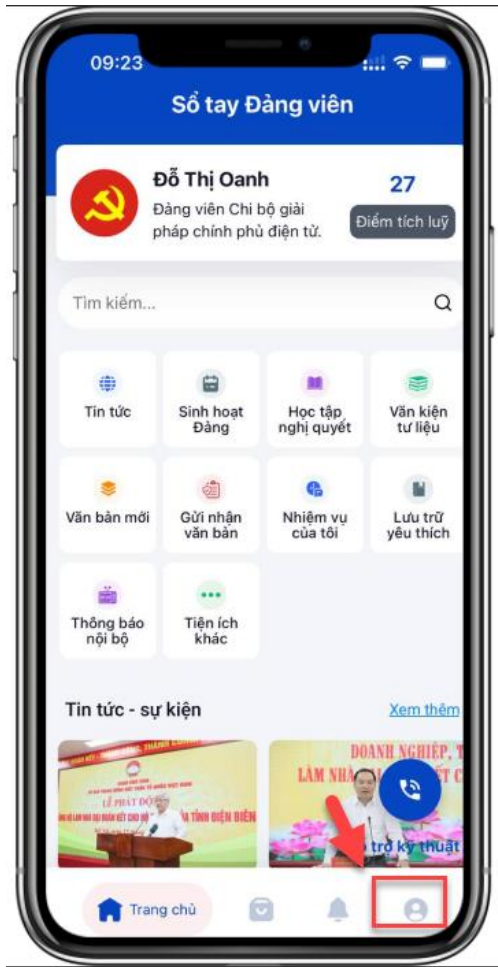 09:23
Sổ tay Đảng viên
Đỗ Thị Oanh
27
Đảng viên Chi bộ giải
pháp chính phủ điện tử.
Điểm tích luỹ
Tìm kiếm...
Tin tức
Sinh hoạt
Đảng
Học tập
nghị quyết
Văn kiện
tư liệu
Văn bản mới
Gửi nhận
văn bản
Nhiệm vụ
của tôi
Lưu trữ
yêu thích
Thông báo
nội bộ
Tiện ích
khác
Tin tức - sự kiện
Xem thêm
DOANH NGHIỆP, T
LÀM NHÀ
LỄ PHÁT ĐỘ
A TỈNH ĐIỆN BIÊN
trợ kỹ thuật
Trang chủ